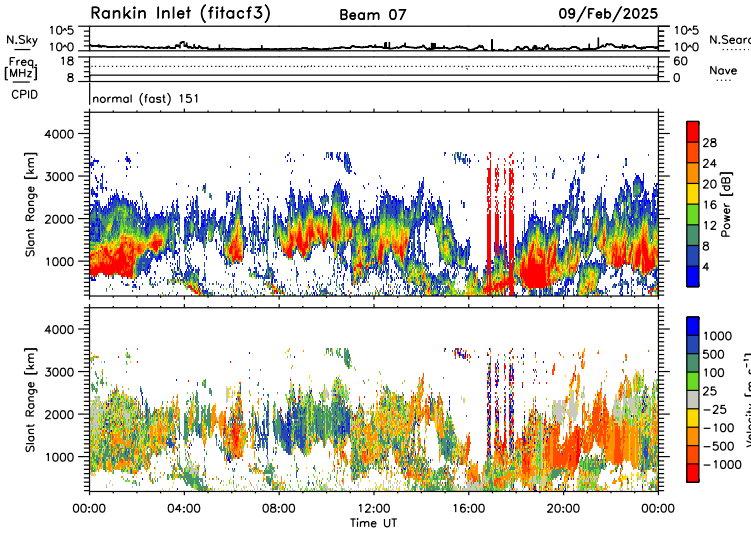 Rankin Inlet (fitacf3) Beam 07 09/Feb/2025
10^5 10^5
N.Sky 10^0 10^0 N.Sear
Freq. 18 60
[MHz] 8 0 Nave
CPID normal (fast) 151
4000
3000
2000
1000
Slant Range [km]
28
24
20
16
12
8
4
Power [dB]
4000
3000
2000
1000
Slant Range [km]
1000
500
100
25
-25
-100
-500
-1000
Velocity [m s^-1]
00:00 04:00 08:00 12:00 16:00 20:00 00:00
Time UT